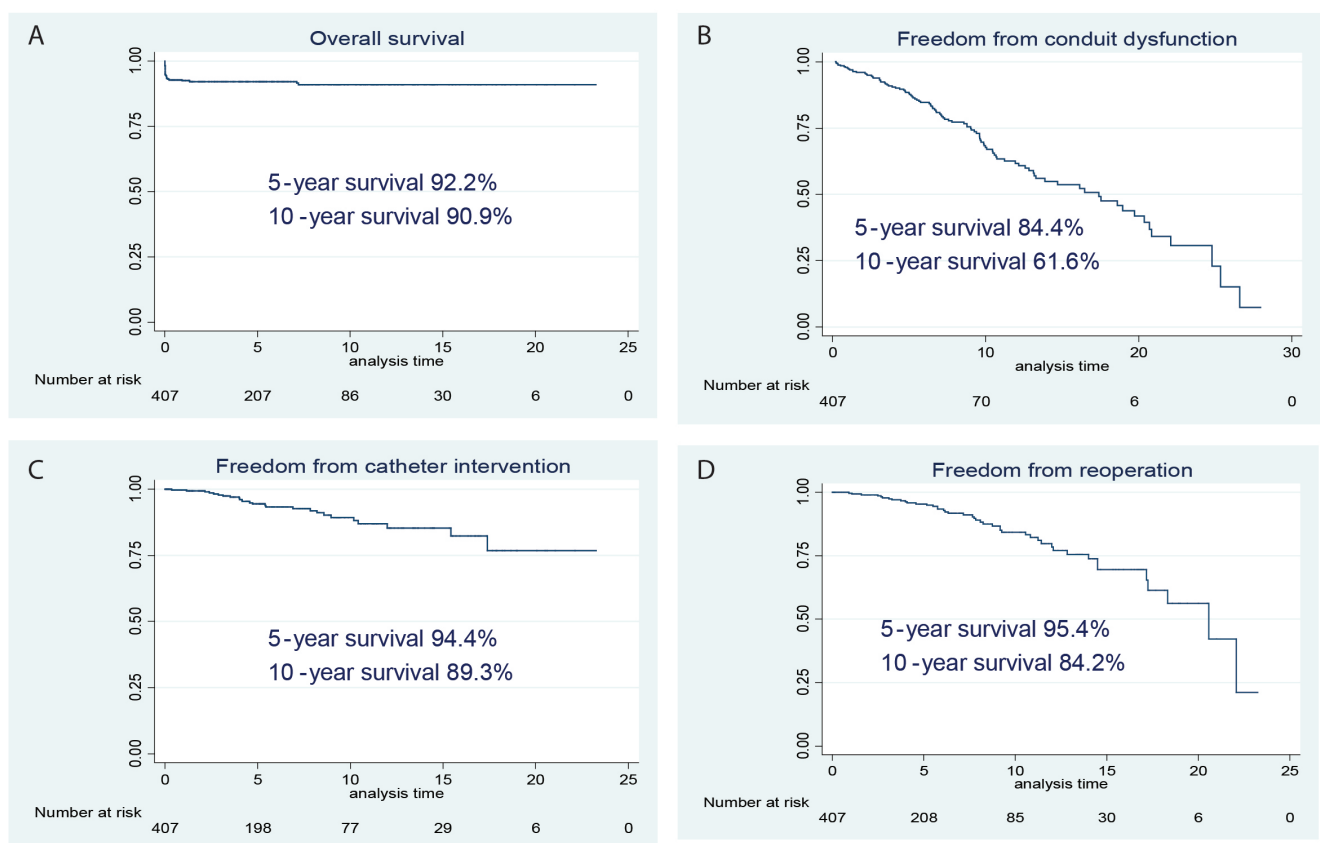 A
Overall survival
1.00
0.75
0.50
0.25
0.00
5-year survival 92.2%
10 -year survival 90.9%
0 5 10 15 20 25
analysis time
Number at risk
407 207 86 30 6 0
B
Freedom from conduit dysfunction
1.00
0.75
0.50
0.25
0.00
5-year survival 84.4%
10 -year survival 61.6%
0 10 20 30
analysis time
Number at risk
407 70 6 0
C
Freedom from catheter intervention
1.00
0.75
0.50
0.25
0.00
5-year survival 94.4%
10 -year survival 89.3%
0 5 10 15 20 25
analysis time
Number at risk
407 198 77 29 6 0
D
Freedom from reoperation
1.00
0.75
0.50
0.25
0.00
5-year survival 95.4%
10 -year survival 84.2%
0 5 10 15 20 25
analysis time
Number at risk
407 208 85 30 6 0